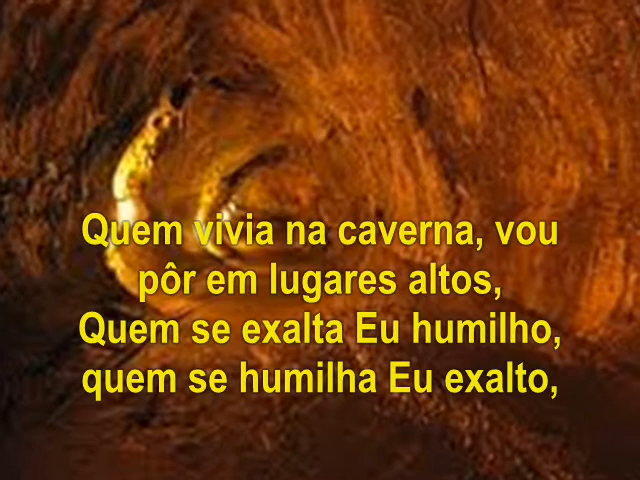 Quem vivia na caverna, vou
pôr em lugares altos,
Quem se exalta Eu humilho,
quem se humilha Eu exalto,